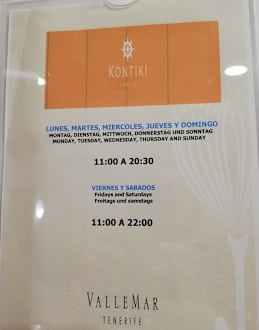 KONTIKI
LUNES, MARTES, MIERCOLES, JUEVES Y DOMINGO
MONTAG, DIENSTAG, MITTWOCH, DONNERSTAG UND SONNTAG
MONDAY, TUESDAY, WEDNESDAY, THURSDAY AND SUNDAY
11:00 A 20:30
VIERNES Y SABADOS
Fridays and Saturdays
Freitags und samstags
11:00 A 22:00
VALLEMAR
TENERIFE